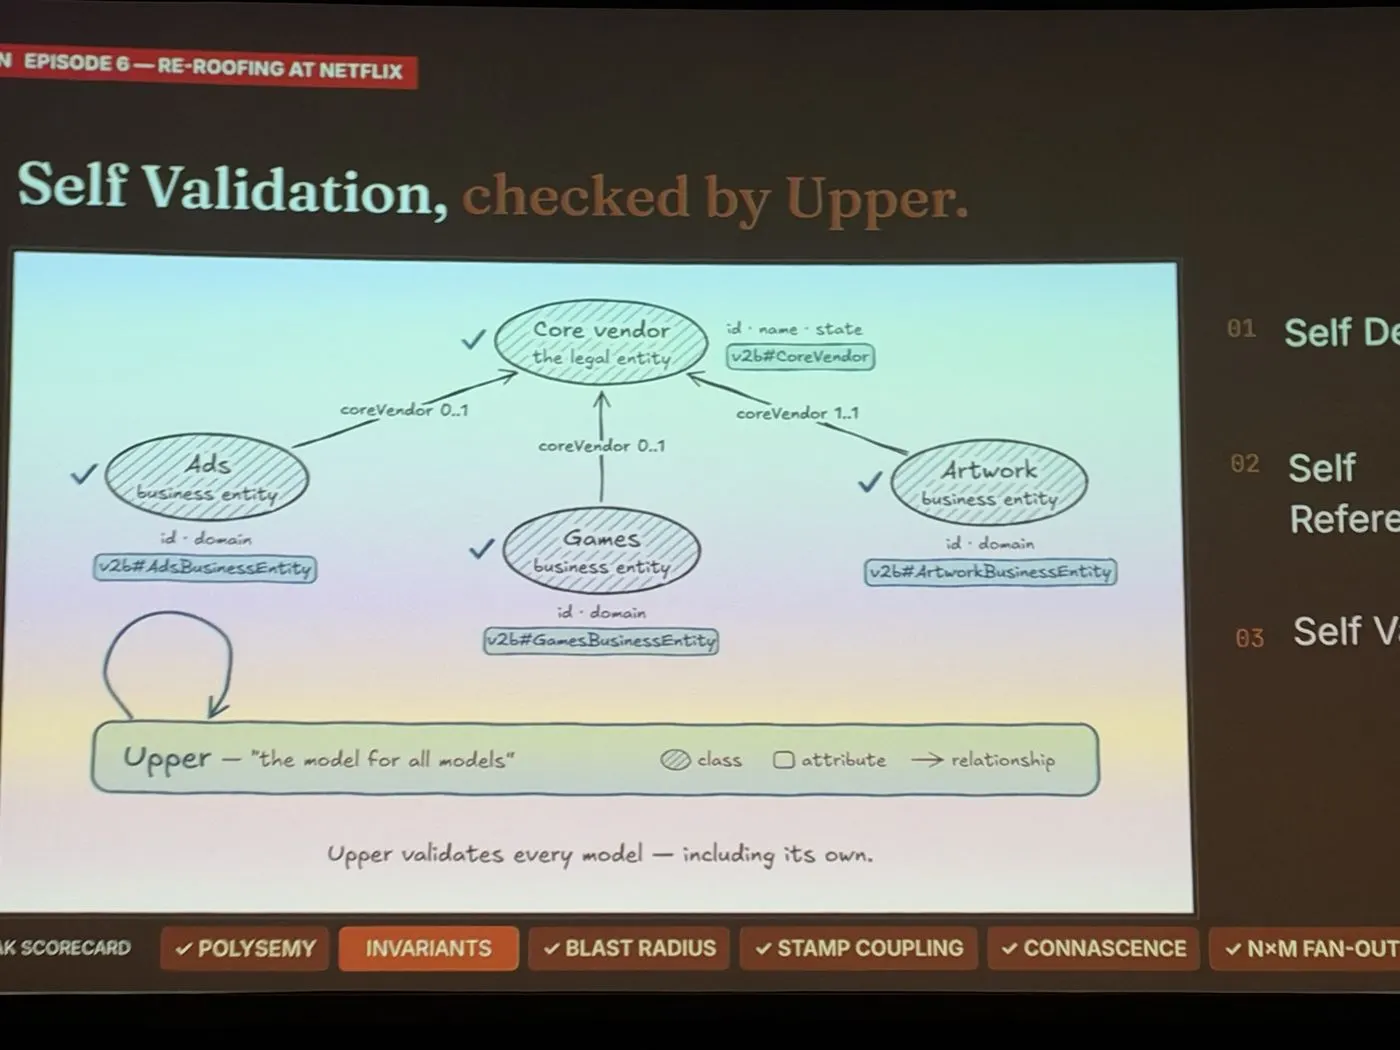 EPISODE 6 — RE-ROOFING AT NETFLIX
Self Validation, checked by Upper.
Core vendor
the legal entity
id · name · state
v2b#CoreVendor
coreVendor 0..1
coreVendor 0..1
coreVendor 1..1
Ads
business entity
id · domain
v2b#AdsBusinessEntity
Games
business entity
id · domain
v2b#GamesBusinessEntity
Artwork
business entity
id · domain
v2b#ArtworkBusinessEntity
Upper — "the model for all models"
class
attribute
relationship
Upper validates every model — including its own.
01 Self
02 Self
03 Self
SCORECARD
✓ POLYSEMY
INVARIANTS
✓ BLAST RADIUS
✓ STAMP COUPLING
✓ CONNASCENCE
✓ N×M FAN-OUT